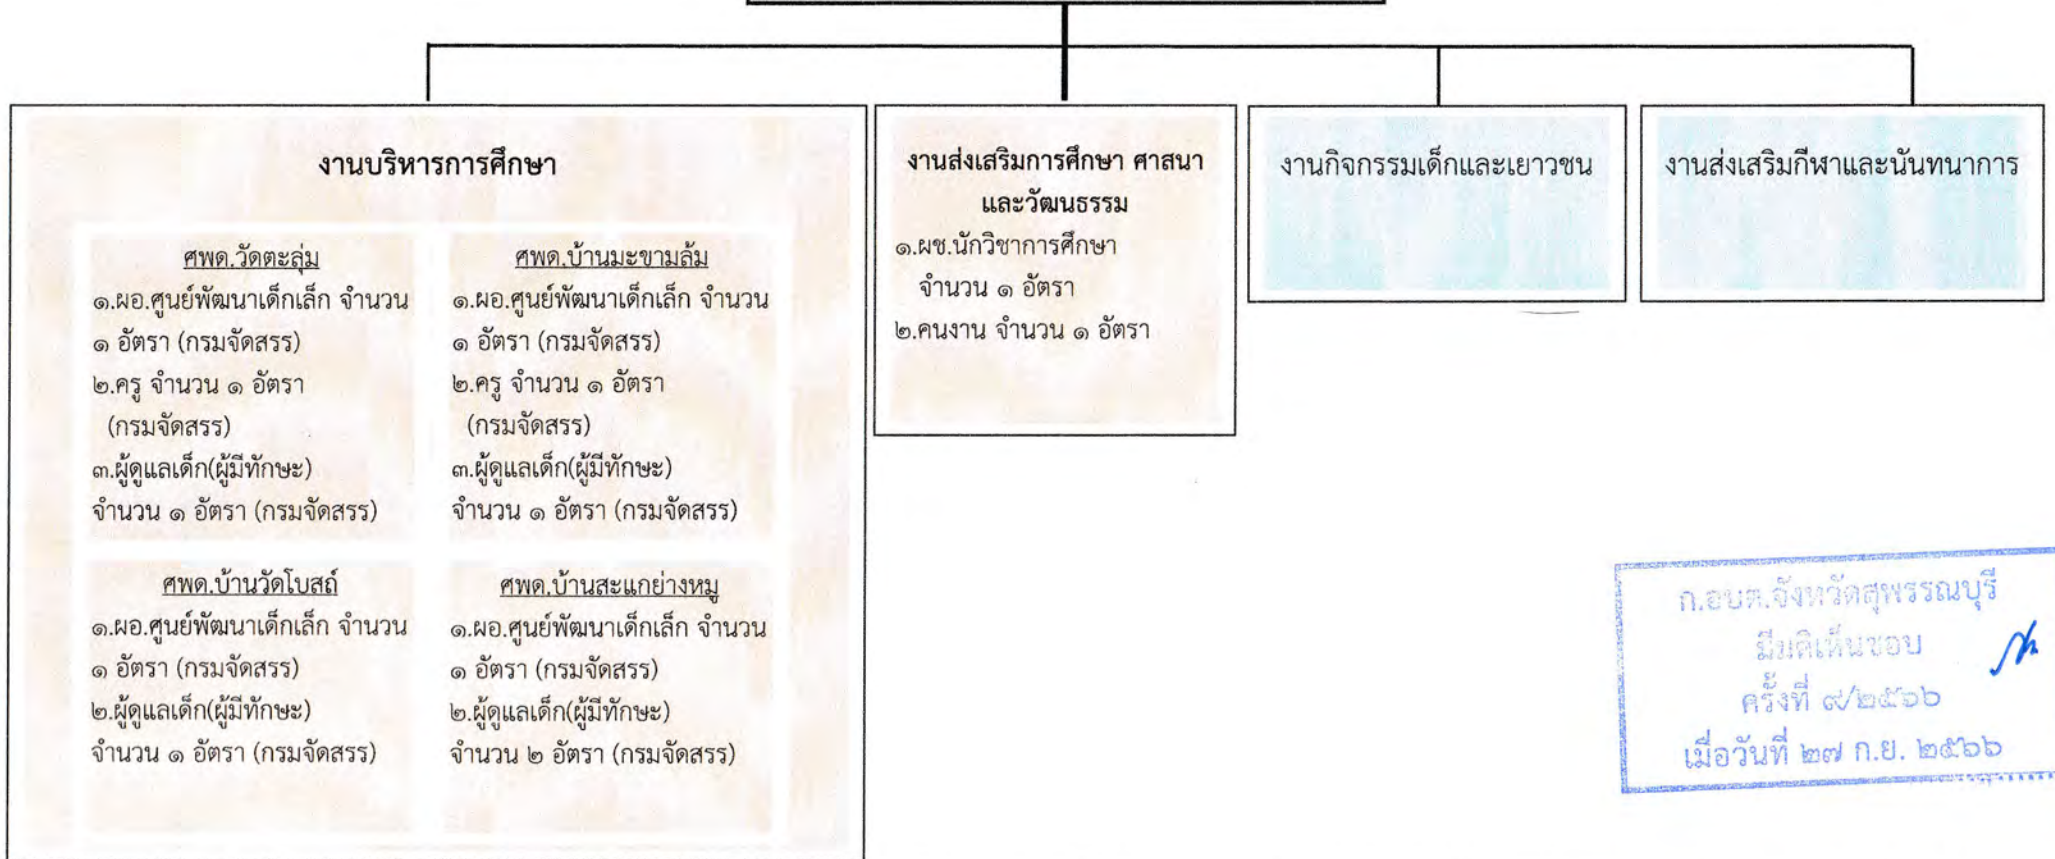 งานบริหารการศึกษา
ศพด.วัดตะลุ่ม
๑.ผอ.ศูนย์พัฒนาเด็กเล็ก จำนวน
๑ อัตรา (กรมจัดสรร)
๒.ครู จำนวน ๑ อัตรา
(กรมจัดสรร)
๓.ผู้ดูแลเด็ก(ผู้มีทักษะ)
จำนวน ๑ อัตรา (กรมจัดสรร)
ศพด.บ้านมะขามล้ม
๑.ผอ.ศูนย์พัฒนาเด็กเล็ก จำนวน
๑ อัตรา (กรมจัดสรร)
๒.ครู จำนวน ๑ อัตรา
(กรมจัดสรร)
๓.ผู้ดูแลเด็ก(ผู้มีทักษะ)
จำนวน ๑ อัตรา (กรมจัดสรร)
ศพด.บ้านวัดโบสถ์
๑.ผอ.ศูนย์พัฒนาเด็กเล็ก จำนวน
๑ อัตรา (กรมจัดสรร)
๒.ผู้ดูแลเด็ก(ผู้มีทักษะ)
จำนวน ๑ อัตรา (กรมจัดสรร)
ศพด.บ้านสะแกย่างหมู
๑.ผอ.ศูนย์พัฒนาเด็กเล็ก จำนวน
๑ อัตรา (กรมจัดสรร)
๒.ผู้ดูแลเด็ก(ผู้มีทักษะ)
จำนวน ๒ อัตรา (กรมจัดสรร)
งานส่งเสริมการศึกษา ศาสนา
และวัฒนธรรม
๑.ผช.นักวิชาการศึกษา
จำนวน ๑ อัตรา
๒.คนงาน จำนวน ๑ อัตรา
งานกิจกรรมเด็กและเยาวชน
งานส่งเสริมกีฬาและนันทนาการ
ก.อบต.จังหวัดสุพรรณบุรี
มีมติเห็นชอบ
ครั้งที่ ๙/๒๕๖๖
เมื่อวันที่ ๒๗ ก.ย. ๒๕๖๖